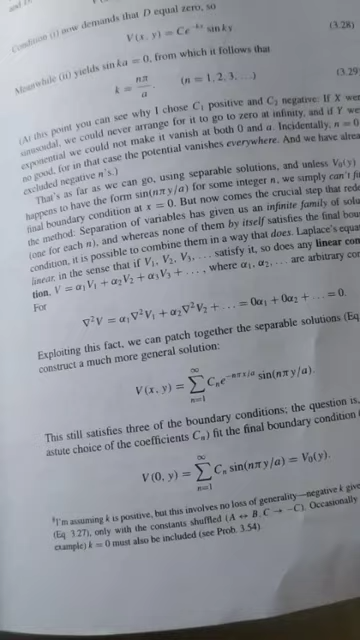 and D
Condition (i) now demands that D equal zero, so
V(x, y) = Ce^{-kx} sin ky. (3.28)
Meanwhile (ii) yields sin ka = 0, from which it follows that
k = nπ/a, (n = 1, 2, 3, ...) (3.29
(At this point you can see why I chose C₁ positive and C₂ negative: If X wer
sinusoidal, we could never arrange for it to go to zero at infinity, and if Y wer
exponential we could not make it vanish at both 0 and a. Incidentally, n = 0
no good, for in that case the potential vanishes everywhere. And we have alrea
excluded negative n's.)
That's as far as we can go, using separable solutions, and unless V₀(y)
happens to have the form sin(nπy/a) for some integer n, we simply can't fi
final boundary condition at x = 0. But now comes the crucial step that rede
the method: Separation of variables has given us an infinite family of solu
(one for each n), and whereas none of them by itself satisfies the final boun
condition, it is possible to combine them in a way that does. Laplace's equa
linear, in the sense that if V₁, V₂, V₃, ... satisfy it, so does any linear com
tion, V = α₁V₁ + α₂V₂ + α₃V₃ + ..., where α₁, α₂, ... are arbitrary con
For
∇²V = α₁∇²V₁ + α₂∇²V₂ + ... = 0α₁ + 0α₂ + ... = 0.
Exploiting this fact, we can patch together the separable solutions (Eq
construct a much more general solution:
V(x, y) = ∑_{n=1}^{∞} Cₙe^{-nπx/a} sin(nπy/a).
This still satisfies three of the boundary conditions; the question is,
astute choice of the coefficients Cₙ) fit the final boundary condition
V(0, y) = ∑_{n=1}^{∞} Cₙ sin(nπy/a) = V₀(y).
I'm assuming k is positive, but this involves no loss of generality—negative k give
(Eq. 3.27), only with the constants shuffled (A ↔ B, C → −C). Occasionally
example) k = 0 must also be included (see Prob. 3.54).